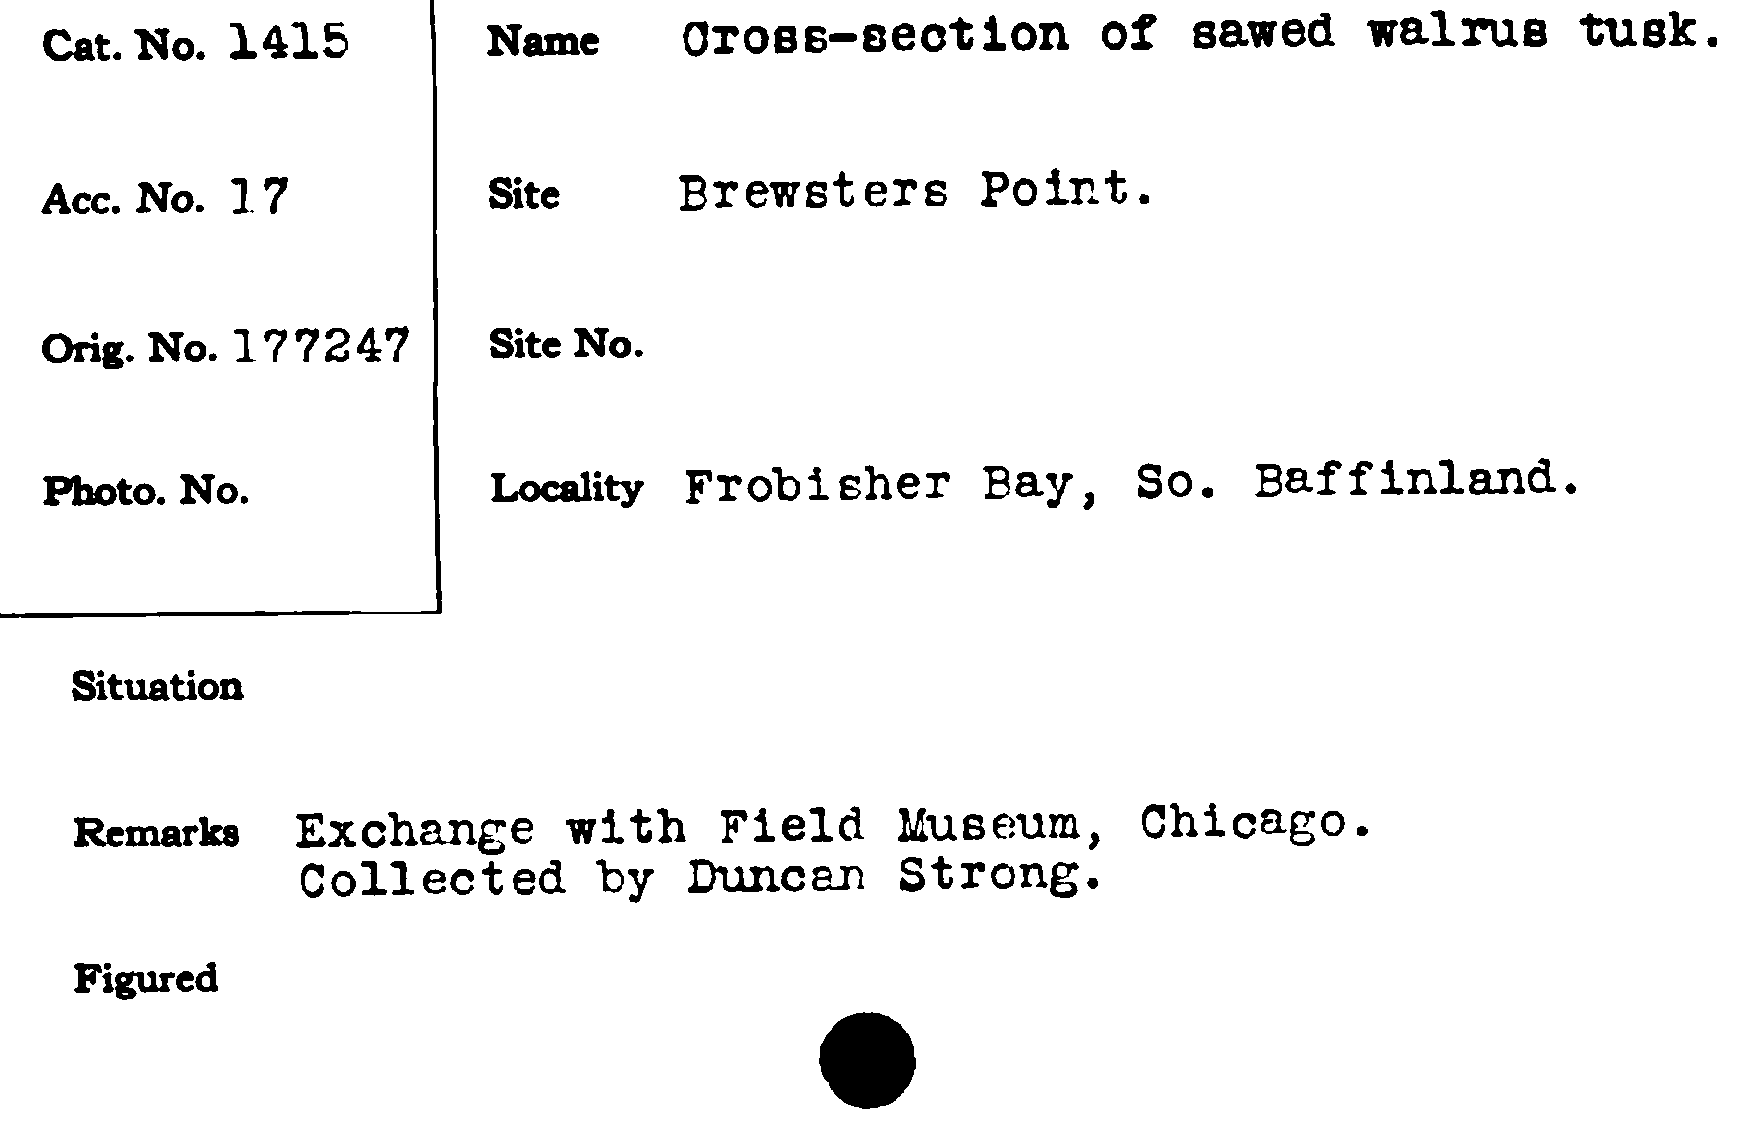 Cat. No. 1415
Name Cross-section of sawed walrus tusk.
Acc. No. 17
Site Brewsters Point.
Orig. No. 177247
Site No.
Photo. No.
Locality Frobisher Bay, So. Baffinland.
Situation
Remarks Exchange with Field Museum, Chicago.
Collected by Duncan Strong.
Figured